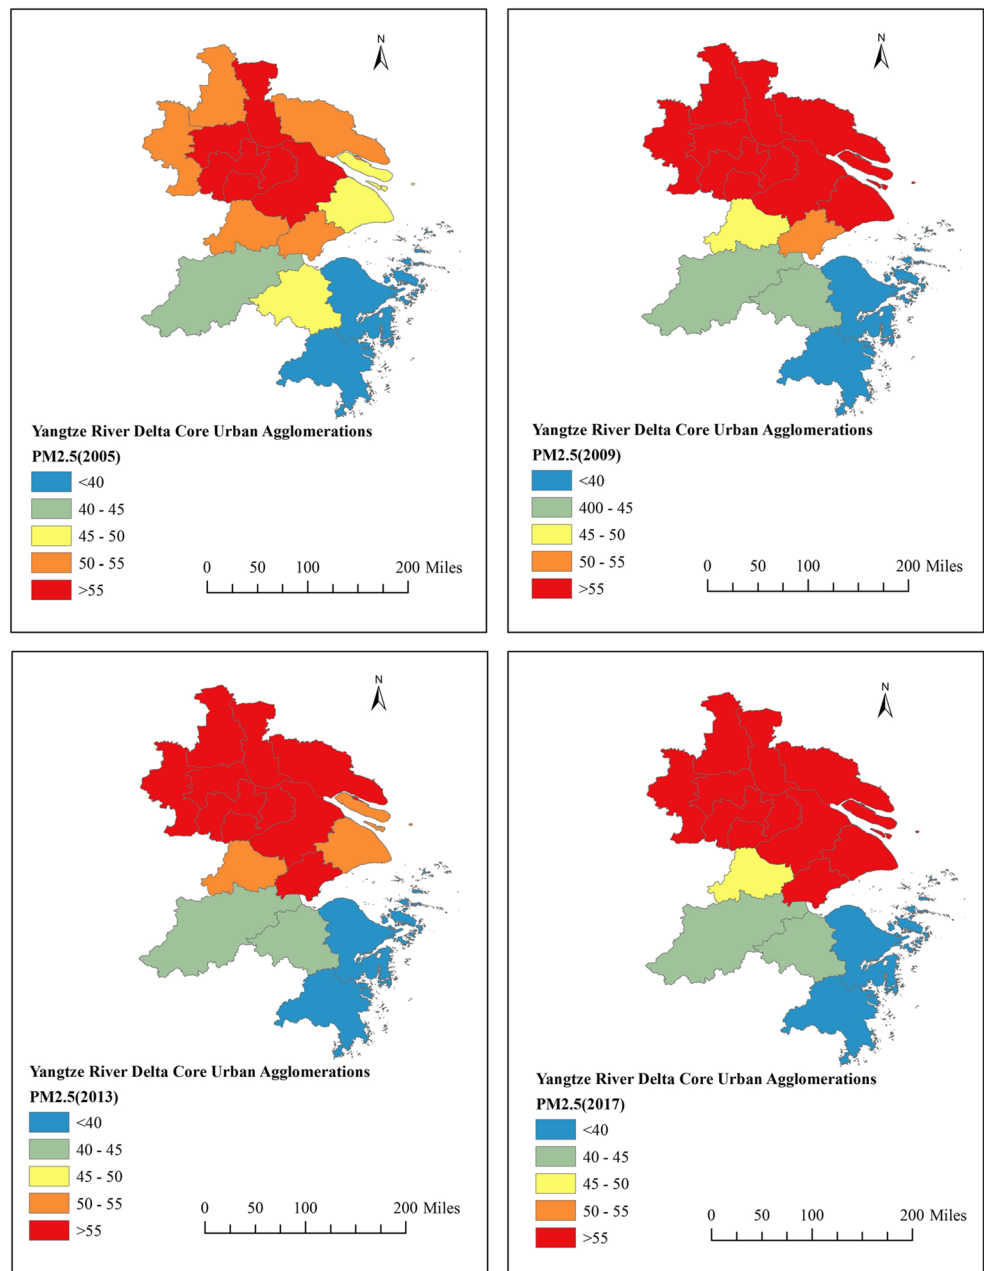 N
Yangtze River Delta Core Urban Agglomerations
PM2.5(2005)
<40
40 - 45
45 - 50
50 - 55
>55
0 50 100 200 Miles
N
Yangtze River Delta Core Urban Agglomerations
PM2.5(2009)
<40
400 - 45
45 - 50
50 - 55
>55
0 50 100 200 Miles
N
Yangtze River Delta Core Urban Agglomerations
PM2.5(2013)
<40
40 - 45
45 - 50
50 - 55
>55
0 50 100 200 Miles
N
Yangtze River Delta Core Urban Agglomerations
PM2.5(2017)
<40
40 - 45
45 - 50
50 - 55
>55
0 50 100 200 Miles